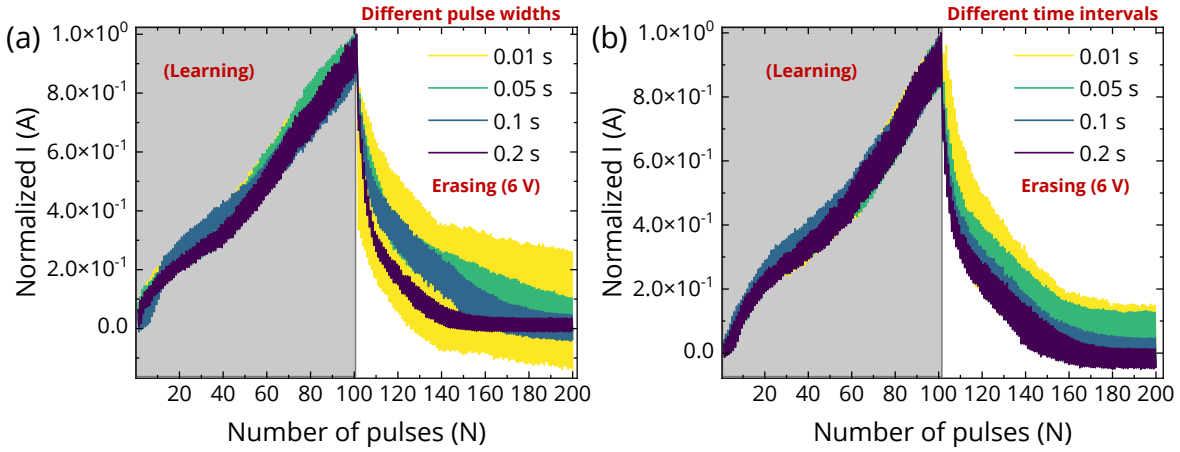 (a)
Different pulse widths
Normalized I (A)
1.0×10⁰
8.0×10⁻¹
6.0×10⁻¹
4.0×10⁻¹
2.0×10⁻¹
0.0
(Learning)
0.01 s
0.05 s
0.1 s
0.2 s
Erasing (6 V)
20 40 60 80 100 120 140 160 180 200
Number of pulses (N)
(b)
Different time intervals
Normalized I (A)
1.0×10⁰
8.0×10⁻¹
6.0×10⁻¹
4.0×10⁻¹
2.0×10⁻¹
0.0
(Learning)
0.01 s
0.05 s
0.1 s
0.2 s
Erasing (6 V)
20 40 60 80 100 120 140 160 180 200
Number of pulses (N)